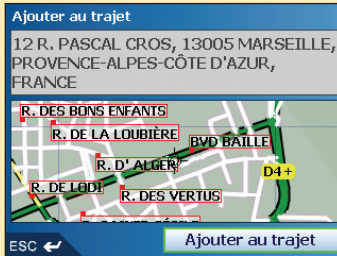 Ajouter au trajet
12 R. PASCAL CROS, 13005 MARSEILLE,
PROVENCE-ALPES-CÔTE D'AZUR,
FRANCE
R. DES BONS ENFANTS
R. DE LA LOUBIÈRE
BVD BAILLE
R. D' ALGER
D4+
R. DE LODI
R. DES VERTUS
ESC
Ajouter au trajet